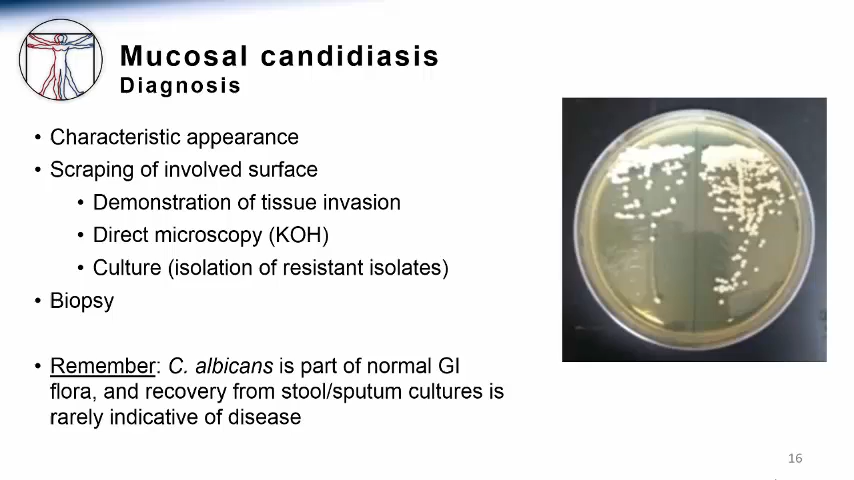 Mucosal candidiasis
Diagnosis
• Characteristic appearance
• Scraping of involved surface
• Demonstration of tissue invasion
• Direct microscopy (KOH)
• Culture (isolation of resistant isolates)
• Biopsy
• Remember: C. albicans is part of normal GI
flora, and recovery from stool/sputum cultures is
rarely indicative of disease
16